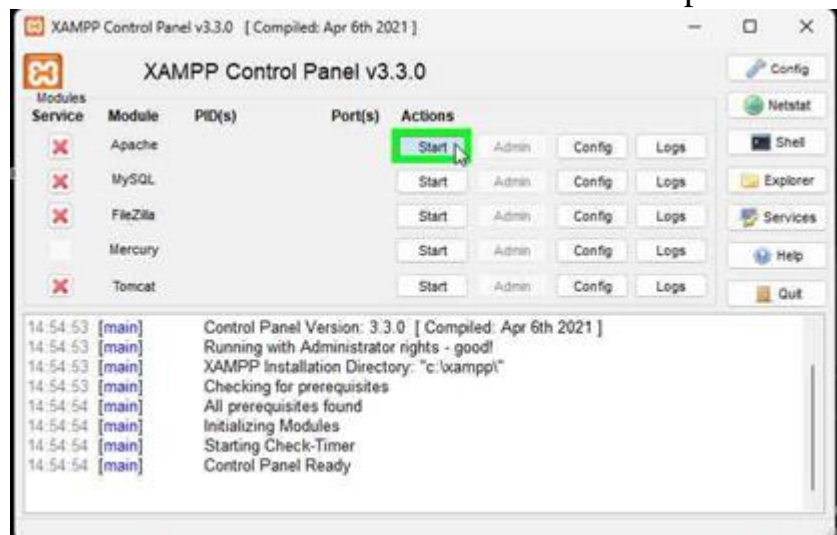 XAMPP Control Panel v3.3.0 [ Compiled: Apr 6th 2021 ]
XAMPP Control Panel v3.3.0
Config
Modules
Service Module PID(s) Port(s) Actions
Netstat
Apache Start Admin Config Logs
Shell
MySQL Start Admin Config Logs
Explorer
FileZilla Start Admin Config Logs
Services
Mercury Start Admin Config Logs
Help
Tomcat Start Admin Config Logs
Quit
14:54:53 [main] Control Panel Version: 3.3.0 [ Compiled: Apr 6th 2021 ]
14:54:53 [main] Running with Administrator rights - good!
14:54:53 [main] XAMPP Installation Directory: "c:\xampp\"
14:54:53 [main] Checking for prerequisites
14:54:54 [main] All prerequisites found
14:54:54 [main] Initializing Modules
14:54:54 [main] Starting Check-Timer
14:54:54 [main] Control Panel Ready